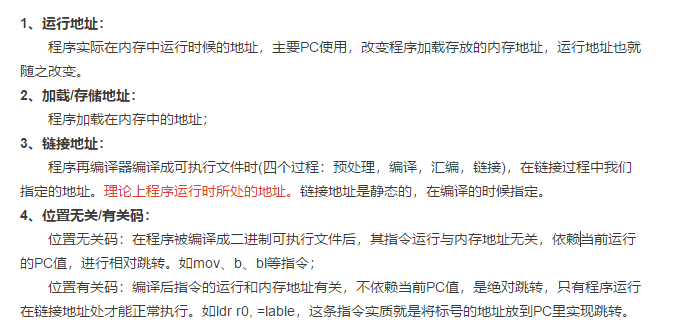 1、运行地址：
程序实际在内存中运行时候的地址，主要PC使用，改变程序加载存放的内存地址，运行地址也就
随之改变。
2、加载/存储地址：
程序加载在内存中的地址；
3、链接地址：
程序再编译器编译成可执行文件时(四个过程：预处理，编译，汇编，链接)，在链接过程中我们
指定的地址。理论上程序运行时所处的地址。链接地址是静态的，在编译的时候指定。
4、位置无关/有关码：
位置无关码：在程序被编译成二进制可执行文件后，其指令运行与内存地址无关，依赖当前运行
的PC值，进行相对跳转。如mov、b、bl等指令；
位置有关码：编译后指令的运行和内存地址有关，不依赖当前PC值，是绝对跳转，只有程序运行
在链接地址处才能正常执行。如ldr r0, =lable，这条指令实质就是将标号的地址放到PC里实现跳转。